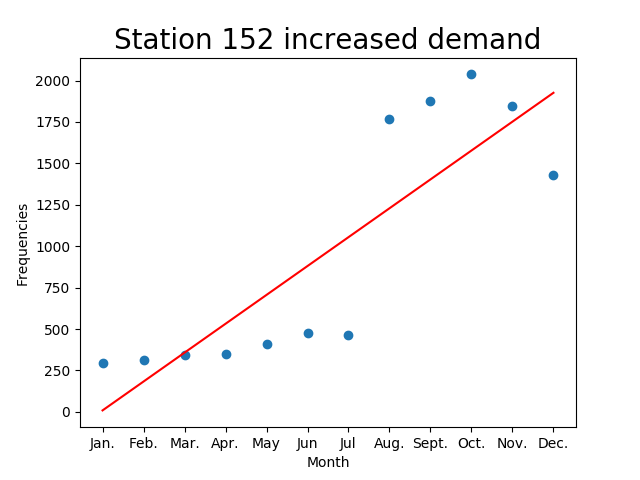 Station 152 increased demand
Frequencies
2000
1750
1500
1250
1000
750
500
250
0
Jan. Feb. Mar. Apr. May Jun Jul Aug. Sept. Oct. Nov. Dec.
Month